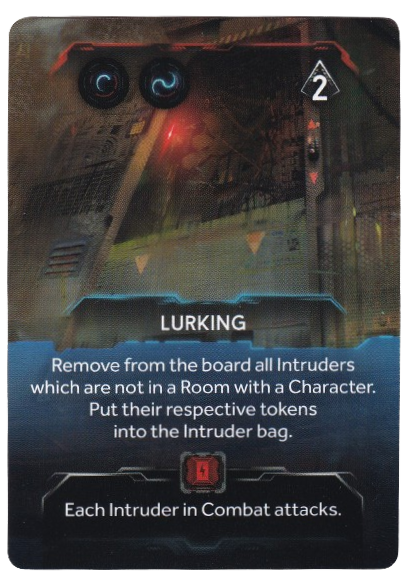 2
LURKING
Remove from the board all Intruders
which are not in a Room with a Character.
Put their respective tokens
into the Intruder bag.
Each Intruder in Combat attacks.